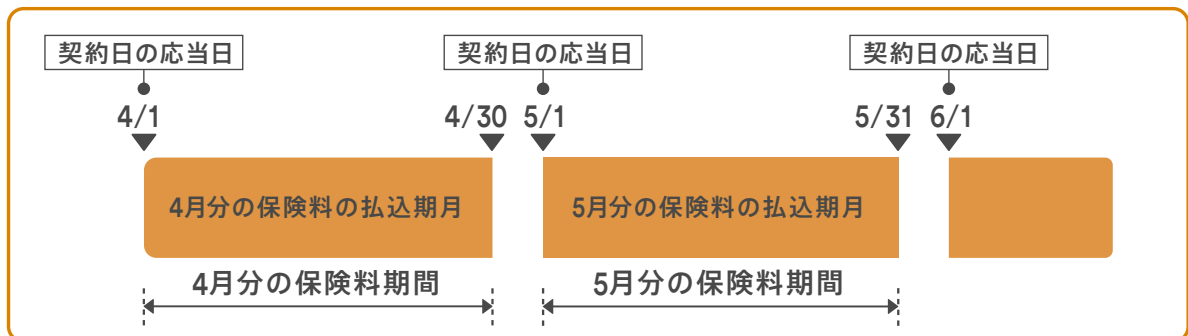 契約日の応当日 契約日の応当日 契約日の応当日
4/1 4/30 5/1 5/31 6/1
4月分の保険料の払込期月 5月分の保険料の払込期月
4月分の保険料期間 5月分の保険料期間